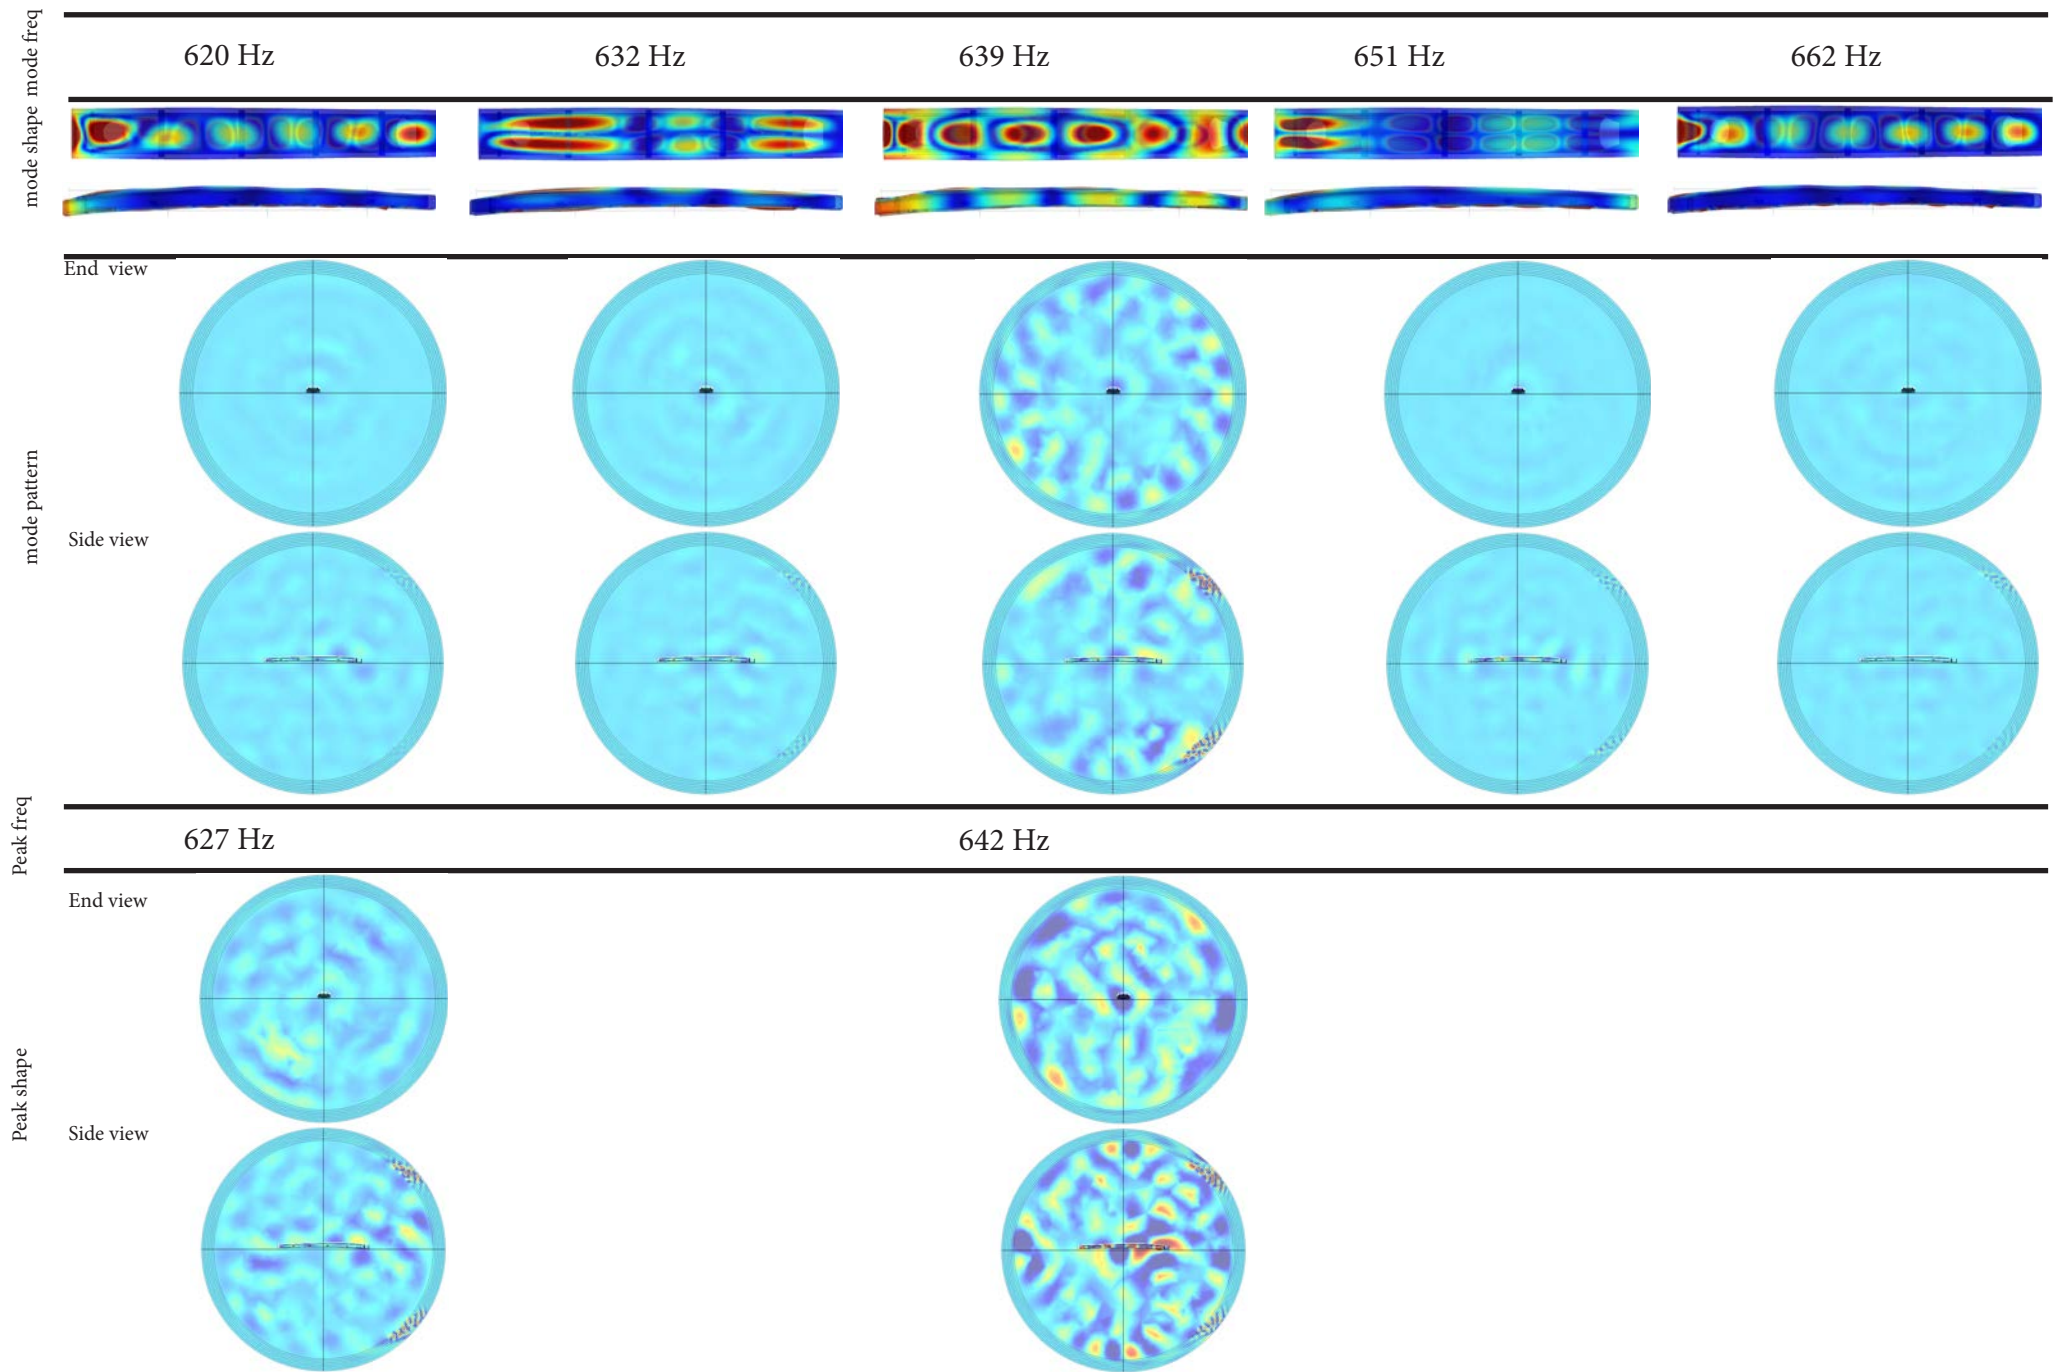 mode freq
620 Hz
632 Hz
639 Hz
651 Hz
662 Hz
mode shape
mode pattern
End view
Side view
Peak freq
627 Hz
642 Hz
Peak shape
End view
Side view